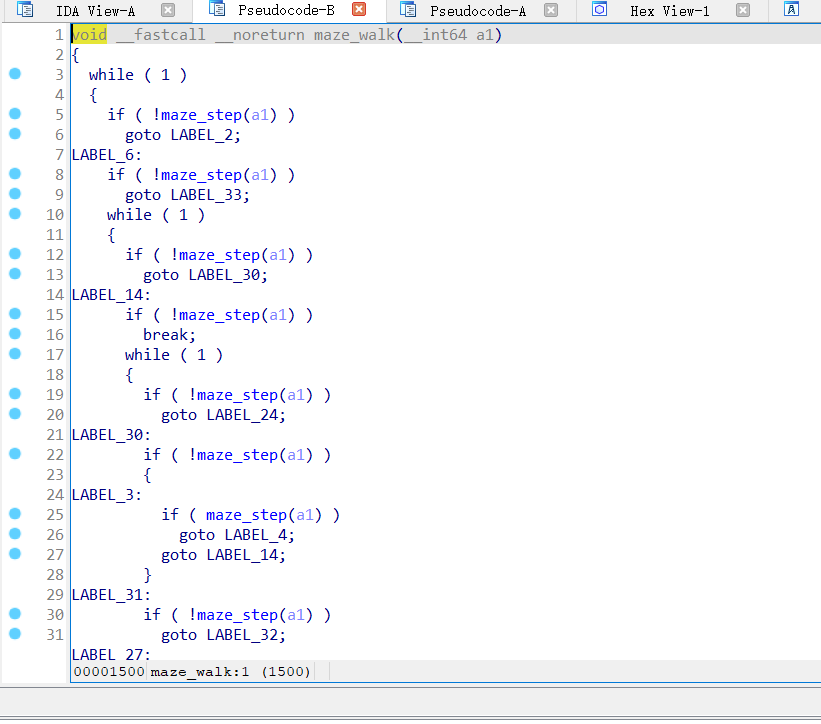 IDA View-A Pseudocode-B Pseudocode-A Hex View-1
1 void __fastcall __noreturn maze_walk(__int64 a1)
2 {
3 while ( 1 )
4 {
5 if ( !maze_step(a1) )
6 goto LABEL_2;
7 LABEL_6:
8 if ( !maze_step(a1) )
9 goto LABEL_33;
10 while ( 1 )
11 {
12 if ( !maze_step(a1) )
13 goto LABEL_30;
14 LABEL_14:
15 if ( !maze_step(a1) )
16 break;
17 while ( 1 )
18 {
19 if ( !maze_step(a1) )
20 goto LABEL_24;
21 LABEL_30:
22 if ( !maze_step(a1) )
23 {
24 LABEL_3:
25 if ( maze_step(a1) )
26 goto LABEL_4;
27 goto LABEL_14;
28 }
29 LABEL_31:
30 if ( !maze_step(a1) )
31 goto LABEL_32;
LABEL_27:
00001500 maze_walk:1 (1500)